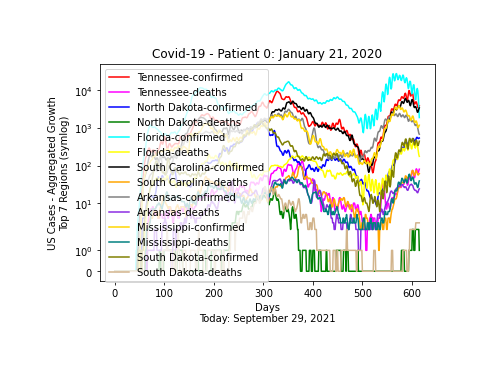 Covid-19 - Patient 0: January 21, 2020
US Cases - Aggregated Growth
Top 7 Regions (symlog)
10⁴
10³
10²
10¹
10⁰
0
Tennessee-confirmed
Tennessee-deaths
North Dakota-confirmed
North Dakota-deaths
Florida-confirmed
Florida-deaths
South Carolina-confirmed
South Carolina-deaths
Arkansas-confirmed
Arkansas-deaths
Mississippi-confirmed
Mississippi-deaths
South Dakota-confirmed
South Dakota-deaths
0 100 200 300 400 500 600
Days
Today: September 29, 2021